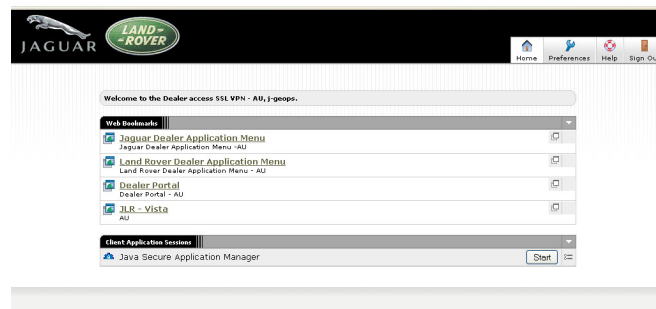 JAGUAR
LAND-
-ROVER
Home Preferences Help Sign Ou
Welcome to the Dealer access SSL VPN - AU, j-geops.
Web Bookmarks
Jaguar Dealer Application Menu
Jaguar Dealer Application Menu -AU
Land Rover Dealer Application Menu
Land Rover Dealer Application Menu - AU
Dealer Portal
Dealer Portal - AU
JLR - Vista
AU
Client Application Sessions
Java Secure Application Manager
Start